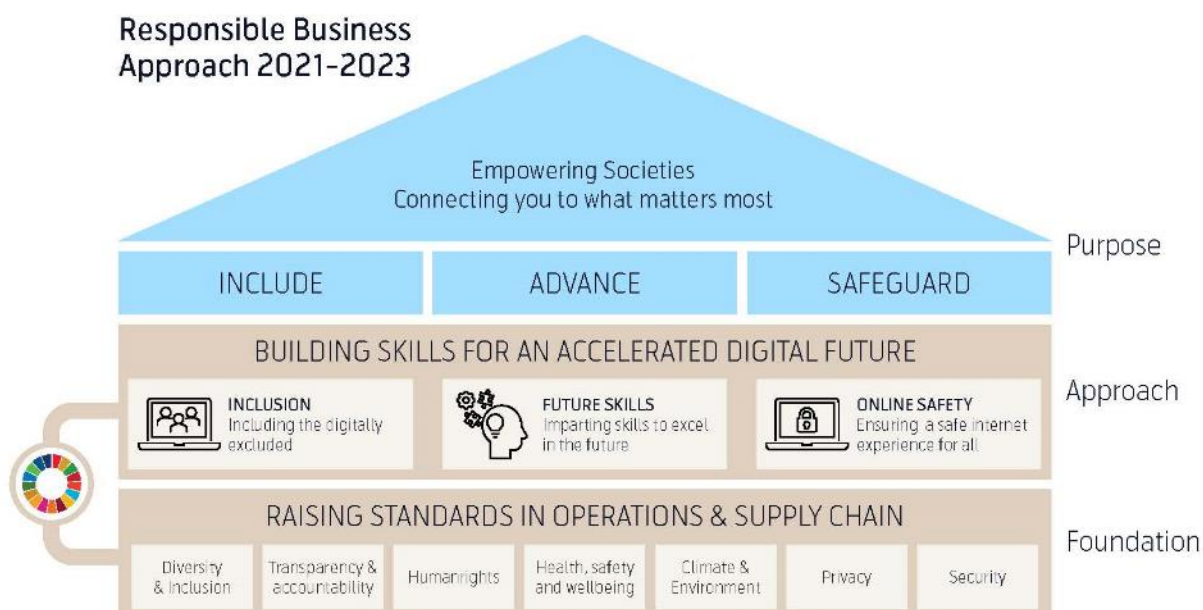 Responsible Business
Approach 2021-2023
Empowering Societies
Connecting you to what matters most
Purpose
INCLUDE
ADVANCE
SAFEGUARD
BUILDING SKILLS FOR AN ACCELERATED DIGITAL FUTURE
Approach
INCLUSION
Including the digitally
excluded
FUTURE SKILLS
Imparting skills to excel
in the future
ONLINE SAFETY
Ensuring a safe internet
experience for all
RAISING STANDARDS IN OPERATIONS & SUPPLY CHAIN
Foundation
Diversity
& Inclusion
Transparency &
accountability
Humanrights
Health, safety
and wellbeing
Climate &
Environment
Privacy
Security